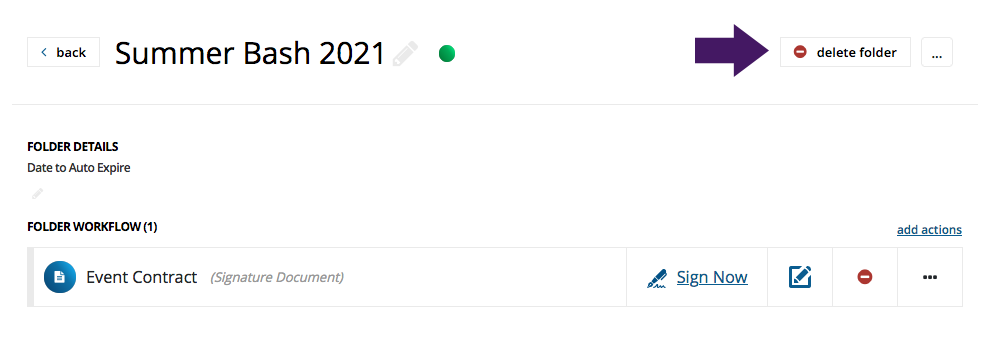 back
Summer Bash 2021
delete folder
...
FOLDER DETAILS
Date to Auto Expire
FOLDER WORKFLOW (1)
add actions
Event Contract (Signature Document)
Sign Now